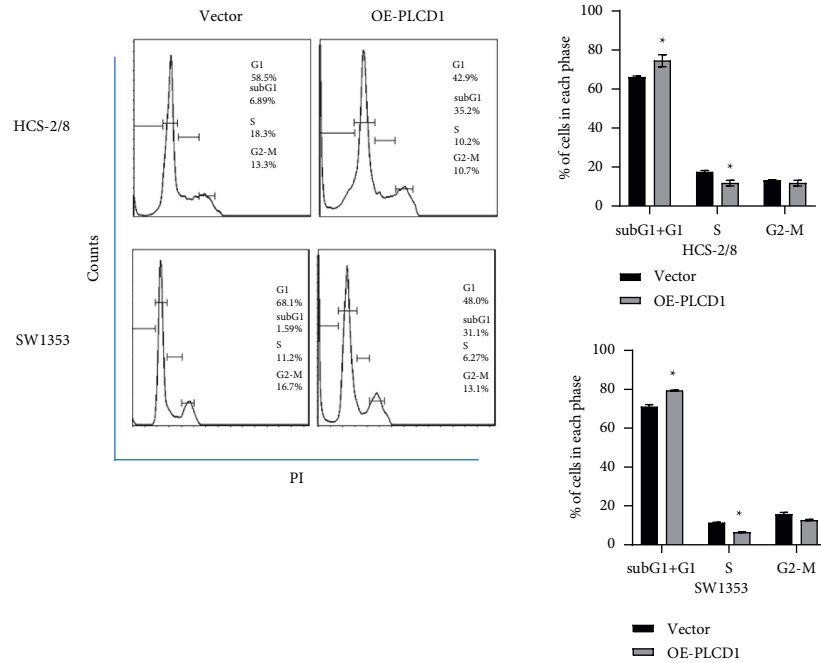 Vector
OE-PLCD1
HCS-2/8
G1
58.5%
subG1
6.89%
S
18.3%
G2-M
13.3%
G1
42.9%
subG1
35.2%
S
10.2%
G2-M
10.7%
Counts
SW1353
G1
68.1%
subG1
1.59%
S
11.2%
G2-M
16.7%
G1
48.0%
subG1
31.1%
S
6.27%
G2-M
13.1%
PI
% of cells in each phase
100
80
60
40
20
0
*
*
subG1+G1 S G2-M
HCS-2/8
Vector
OE-PLCD1
% of cells in each phase
100
80
60
40
20
0
*
*
subG1+G1 S G2-M
SW1353
Vector
OE-PLCD1